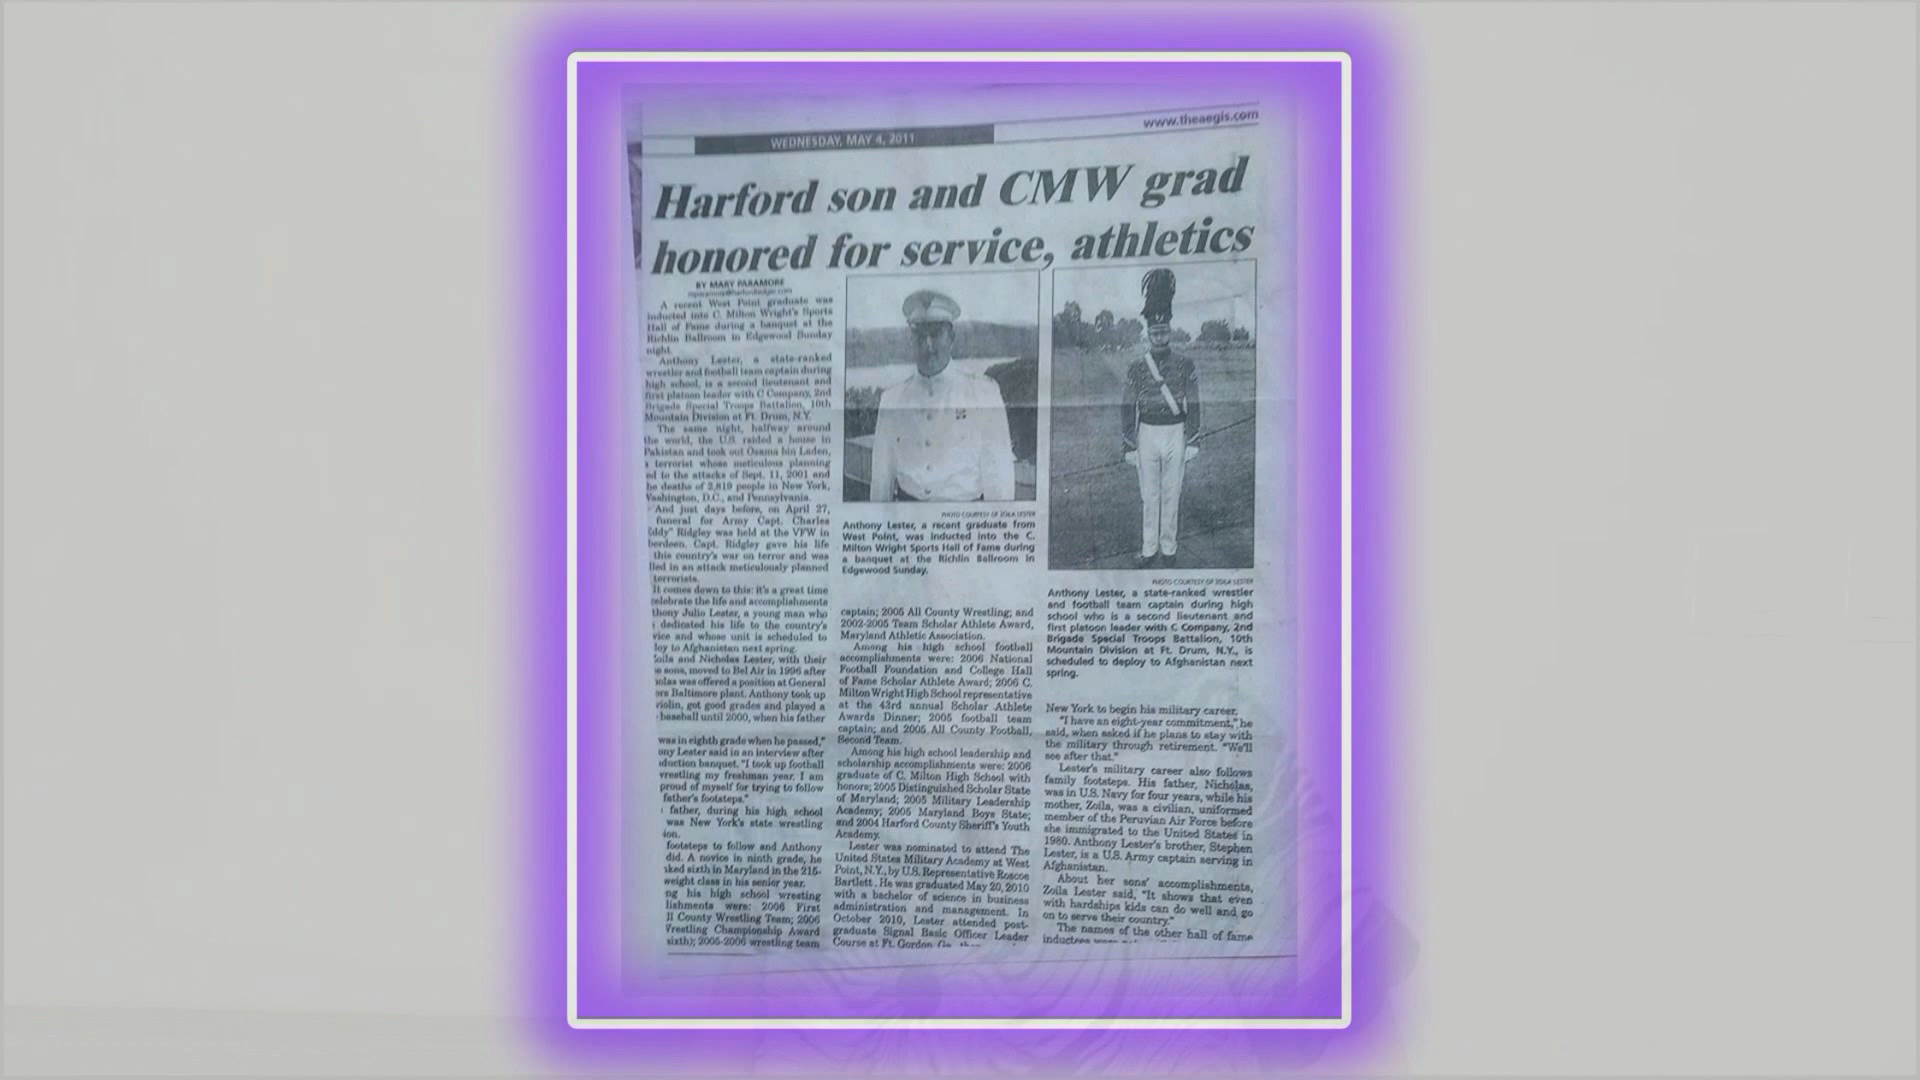 www.theaegis.com
WEDNESDAY, MAY 4, 2011
Harford son and CMW grad
honored for service, athletics
BY MARY PARAMORE
A recent West Point graduate was
inducted into C. Milton Wright's Sports
Hall of Fame during a banquet at the
Richlin Ballroom in Edgewood Sunday
night.
Anthony Lester, a state-ranked
wrestler and football team captain during
high school, is a second lieutenant and
first platoon leader with C Company, 2nd
Brigade Special Troops Battalion, 10th
Mountain Division at Ft. Drum, N.Y.
The same night, halfway around
the world, the U.S. raided a house in
Pakistan and took out Osama bin Laden,
a terrorist whose meticulous planning
ed to the attacks of Sept. 11, 2001 and
he deaths of 2,819 people in New York,
Washington, D.C., and Pennsylvania.
And just days before, on April 27,
funeral for Army Capt. Charles
Eddy" Ridgley was held at the VFW in
berdeen. Capt. Ridgley gave his life
this country's war on terror and was
lled in an attack meticulously planned
terrorists.
It comes down to this: it's a great time
celebrate the life and accomplishments
thony Julio Lester, a young man who
dedicated his life to the country's
vice and whose unit is scheduled to
loy to Afghanistan next spring.
Zoila and Nicholas Lester, with their
sons, moved to Bel Air in 1996 after
holas was offered a position at General
ors Baltimore plant. Anthony took up
violin, got good grades and played a
baseball until 2000, when his father
was in eighth grade when he passed,"
ony Lester said in an interview after
duction banquet. "I took up football
wrestling my freshman year. I am
proud of myself for trying to follow
father's footsteps."
father, during his high school
was New York's state wrestling
ion.
footsteps to follow and Anthony
did. A novice in ninth grade, he
nked sixth in Maryland in the 215-
weight class in his senior year.
ng his high school wresting
lishments were: 2006 First
ll County Wrestling Team; 2006
Wrestling Championship Award
sixth); 2005-2006 wrestling team
PHOTO COURTESY OF ZOILA LESTER
Anthony Lester, a recent graduate from
West Point, was inducted into the C.
Milton Wright Sports Hall of Fame during
a banquet at the Richlin Ballroom in
Edgewood Sunday.
captain; 2005 All County Wrestling; and
2002-2005 Team Scholar Athlete Award,
Maryland Athletic Association.
Among his high school football
accomplishments were: 2006 National
Football Foundation and College Hall
of Fame Scholar Athlete Award; 2006 C.
Milton Wright High School representative
at the 43rd annual Scholar Athlete
Awards Dinner; 2005 football team
captain; and 2005 All County Football,
Second Team.
Among his high school leadership and
scholarship accomplishments were: 2006
graduate of C. Milton High School with
honors; 2005 Distinguished Scholar State
of Maryland; 2005 Military Leadership
Academy; 2005 Maryland Boys State;
and 2004 Harford County Sheriff's Youth
Academy.
Lester was nominated to attend The
United States Military Academy at West
Point, N.Y., by U.S. Representative Roscoe
Bartlett. He was graduated May 20, 2010
with a bachelor of science in business
administration and management. In
October 2010, Lester attended post-
graduate Signal Basic Officer Leader
Course at Ft. Gordon
PHOTO COURTESY OF ZOILA LESTER
Anthony Lester, a state-ranked wrestler
and football team captain during high
school who is a second lieutenant and
first platoon leader with C Company, 2nd
Brigade Special Troops Battalion, 10th
Mountain Division at Ft. Drum, N.Y., is
scheduled to deploy to Afghanistan next
spring.
New York to begin his military career.
"I have an eight-year commitment," he
said, when asked if he plans to stay with
the military through retirement. "We'll
see after that."
Lester's military career also follows
family footsteps. His father, Nicholas,
was in U.S. Navy for four years, while his
mother, Zoila, was a civilian, uniformed
member of the Peruvian Air Force before
she immigrated to the United States in
1980. Anthony Lester's brother, Stephen
Lester, is a U.S. Army captain serving in
Afghanistan.
About her sons' accomplishments,
Zoila Lester said, "It shows that even
with hardships kids can do well and go
on to serve their country."
The names of the other hall of fame
inductees